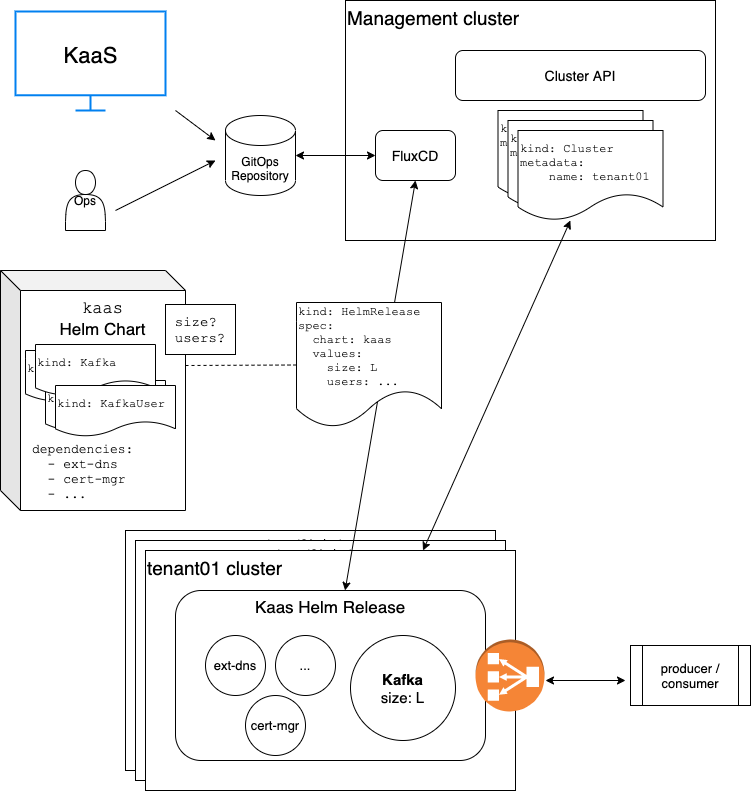 KaaS
Management cluster
Cluster API
k
m
k
m
kind: Cluster
metadata:
name: tenant01
GitOps
Repository
FluxCD
Ops
kaas
Helm Chart
size?
users?
k
kind: Kafka
k
kind: KafkaUser
dependencies:
- ext-dns
- cert-mgr
- ...
kind: HelmRelease
spec:
chart: kaas
values:
size: L
users: ...
tenant01 cluster
Kaas Helm Release
ext-dns
...
cert-mgr
Kafka
size: L
producer /
consumer